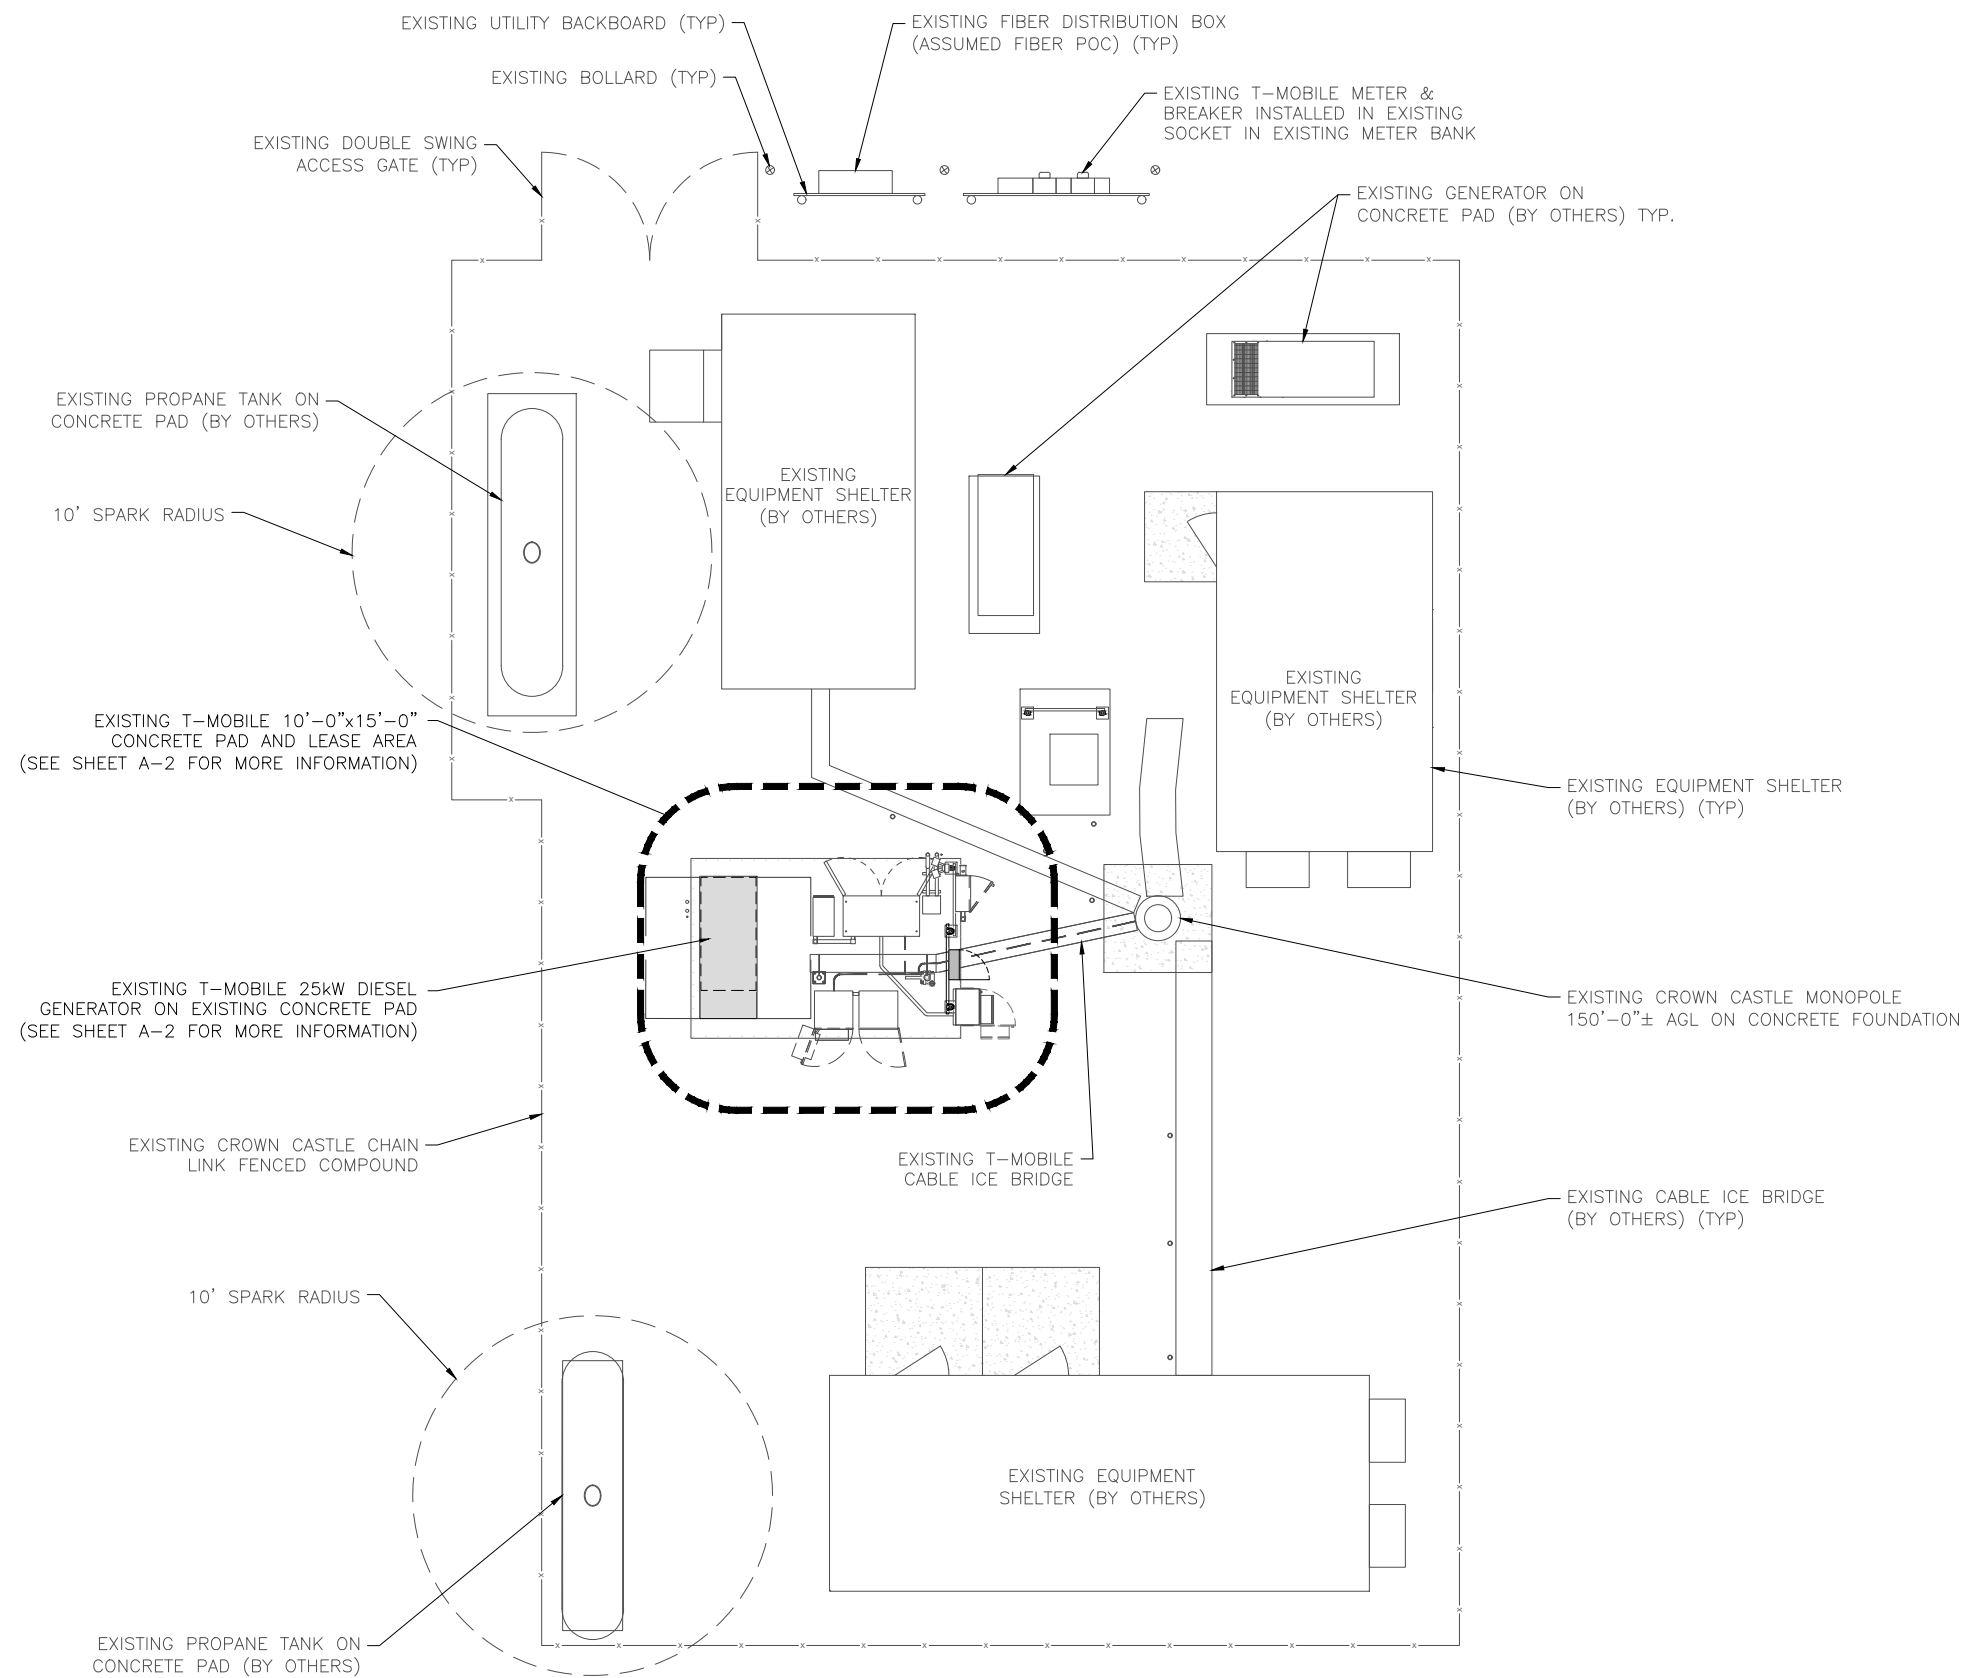 EXISTING UTILITY BACKBOARD (TYP)
EXISTING FIBER DISTRIBUTION BOX
(ASSUMED FIBER POC) (TYP)
EXISTING BOLLARD (TYP)
EXISTING T-MOBILE METER &
BREAKER INSTALLED IN EXISTING
SOCKET IN EXISTING METER BANK
EXISTING DOUBLE SWING
ACCESS GATE (TYP)
EXISTING GENERATOR ON
CONCRETE PAD (BY OTHERS) TYP.
EXISTING PROPANE TANK ON
CONCRETE PAD (BY OTHERS)
EXISTING
EQUIPMENT SHELTER
(BY OTHERS)
10' SPARK RADIUS
EXISTING
EQUIPMENT SHELTER
(BY OTHERS)
EXISTING T-MOBILE 10'-0"x15'-0"
CONCRETE PAD AND LEASE AREA
(SEE SHEET A-2 FOR MORE INFORMATION)
EXISTING EQUIPMENT SHELTER
(BY OTHERS) (TYP)
EXISTING T-MOBILE 25kW DIESEL
GENERATOR ON EXISTING CONCRETE PAD
(SEE SHEET A-2 FOR MORE INFORMATION)
EXISTING CROWN CASTLE MONOPOLE
150'-0"± AGL ON CONCRETE FOUNDATION
EXISTING CROWN CASTLE CHAIN
LINK FENCED COMPOUND
EXISTING T-MOBILE
CABLE ICE BRIDGE
EXISTING CABLE ICE BRIDGE
(BY OTHERS) (TYP)
10' SPARK RADIUS
EXISTING EQUIPMENT
SHELTER (BY OTHERS)
EXISTING PROPANE TANK ON
CONCRETE PAD (BY OTHERS)